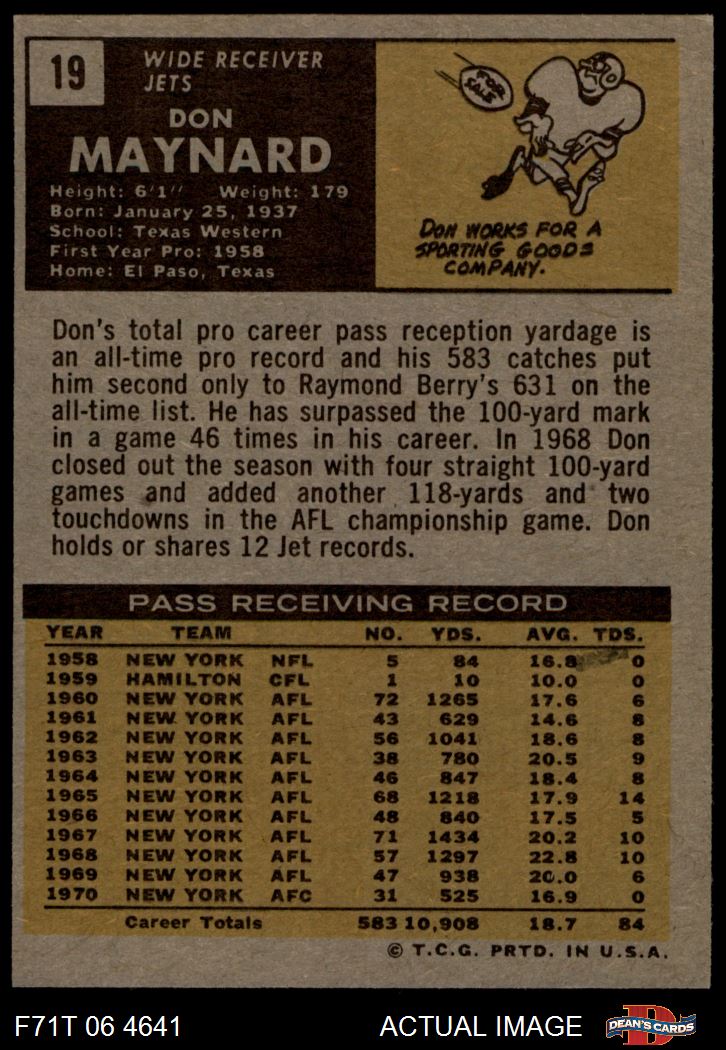 19
WIDE RECEIVER
JETS
DON
MAYNARD
Height: 6'1" Weight: 179
Born: January 25, 1937
School: Texas Western
First Year Pro: 1958
Home: El Paso, Texas
FOR
SALE
DON WORKS FOR A
SPORTING GOODS
COMPANY.
Don's total pro career pass reception yardage is
an all-time pro record and his 583 catches put
him second only to Raymond Berry's 631 on the
all-time list. He has surpassed the 100-yard mark
in a game 46 times in his career. In 1968 Don
closed out the season with four straight 100-yard
games and added another 118-yards and two
touchdowns in the AFL championship game. Don
holds or shares 12 Jet records.
PASS RECEIVING RECORD
YEAR TEAM NO. YDS. AVG. TDS.
1958 NEW YORK NFL 5 84 16.8 0
1959 HAMILTON CFL 1 10 10.0 0
1960 NEW YORK AFL 72 1265 17.6 6
1961 NEW YORK AFL 43 629 14.6 8
1962 NEW YORK AFL 56 1041 18.6 8
1963 NEW YORK AFL 38 780 20.5 9
1964 NEW YORK AFL 46 847 18.4 8
1965 NEW YORK AFL 68 1218 17.9 14
1966 NEW YORK AFL 48 840 17.5 5
1967 NEW YORK AFL 71 1434 20.2 10
1968 NEW YORK AFL 57 1297 22.8 10
1969 NEW YORK AFL 47 938 20.0 6
1970 NEW YORK AFC 31 525 16.9 0
Career Totals 583 10,908 18.7 84
© T.C.G. PRTD. IN U.S.A.
F71T 06 4641 ACTUAL IMAGE
D
DEAN'S CARDS